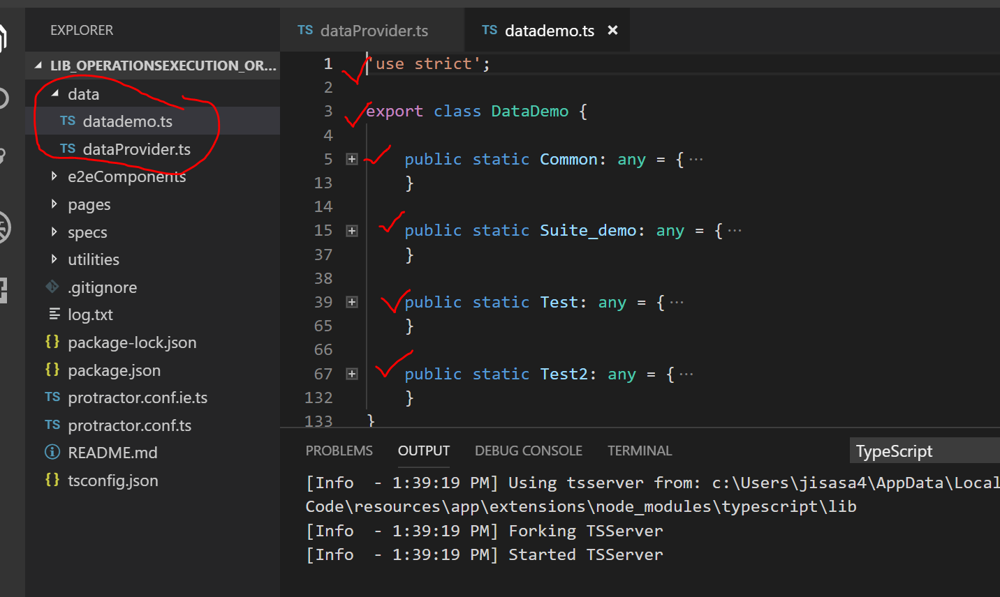 EXPLORER
LIB_OPERATIONSEXECUTION_OR...
data
TS datademo.ts
TS dataProvider.ts
e2eComponents
pages
specs
utilities
.gitignore
log.txt
{} package-lock.json
{} package.json
TS protractor.conf.ie.ts
TS protractor.conf.ts
README.md
{} tsconfig.json
TS dataProvider.ts TS datademo.ts ×
1 'use strict';
2
3 export class DataDemo {
4
5 public static Common: any = {...
13 }
14
15 public static Suite_demo: any = {...
37 }
38
39 public static Test: any = {...
65 }
66
67 public static Test2: any = {...
132 }
133 }
PROBLEMS OUTPUT DEBUG CONSOLE TERMINAL TypeScript
[Info  - 1:39:19 PM] Using tsserver from: c:\Users\jisasa4\AppData\Local
Code\resources\app\extensions\node_modules\typescript\lib
[Info  - 1:39:19 PM] Forking TSServer
[Info  - 1:39:19 PM] Started TSServer